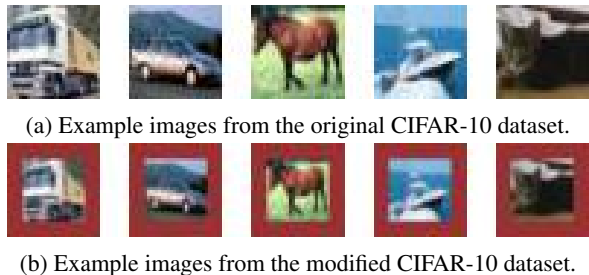 (a) Example images from the original CIFAR-10 dataset.
(b) Example images from the modified CIFAR-10 dataset.